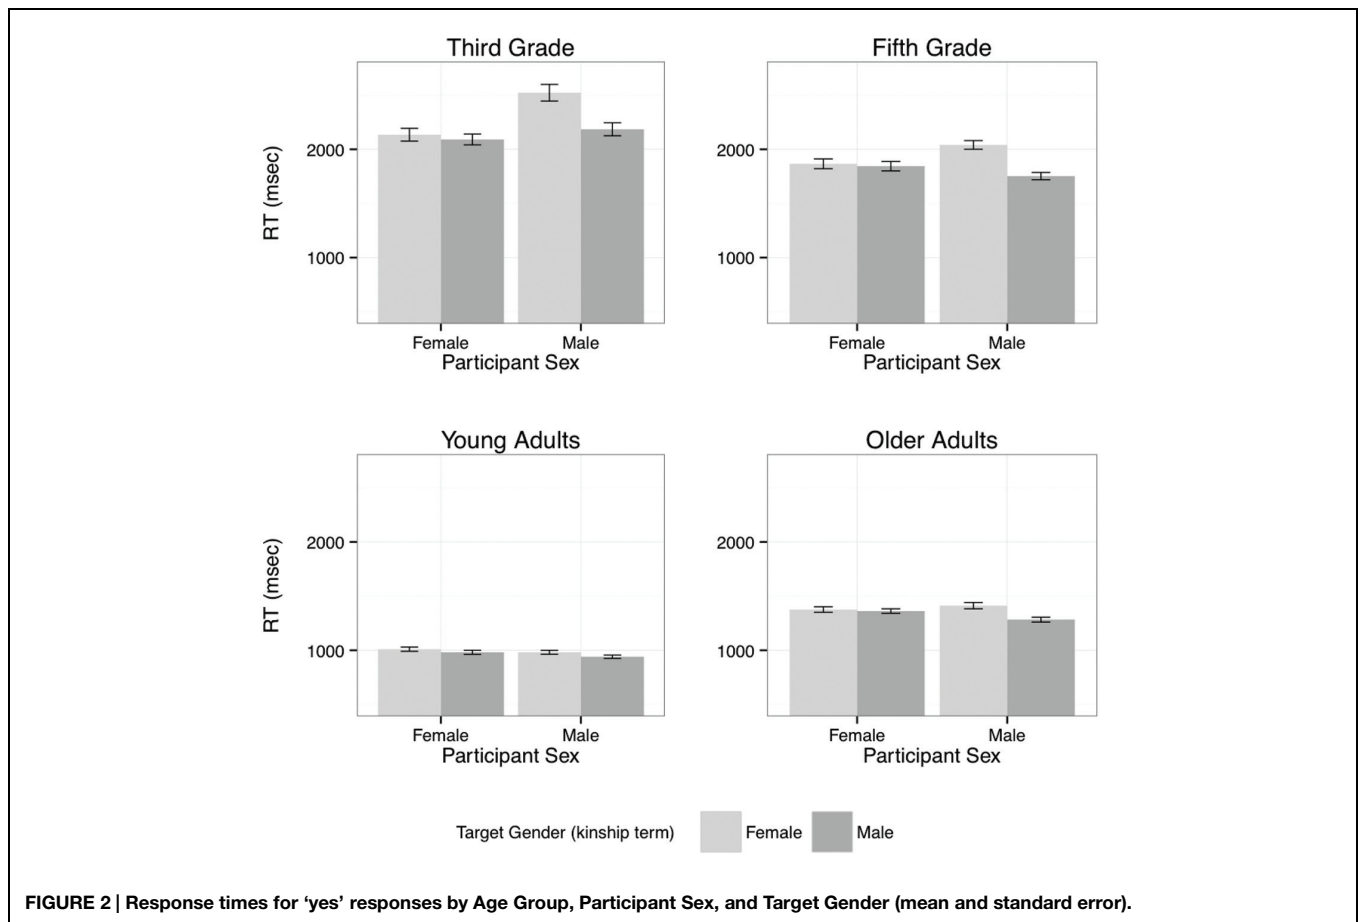 Third Grade
Fifth Grade
RT (msec)
2000
1000
2000
1000
Female
Male
Female
Male
Participant Sex
Participant Sex
Young Adults
Older Adults
RT (msec)
2000
1000
2000
1000
Female
Male
Female
Male
Participant Sex
Participant Sex
Target Gender (kinship term) Female Male
FIGURE 2 | Response times for ‘yes’ responses by Age Group, Participant Sex, and Target Gender (mean and standard error).